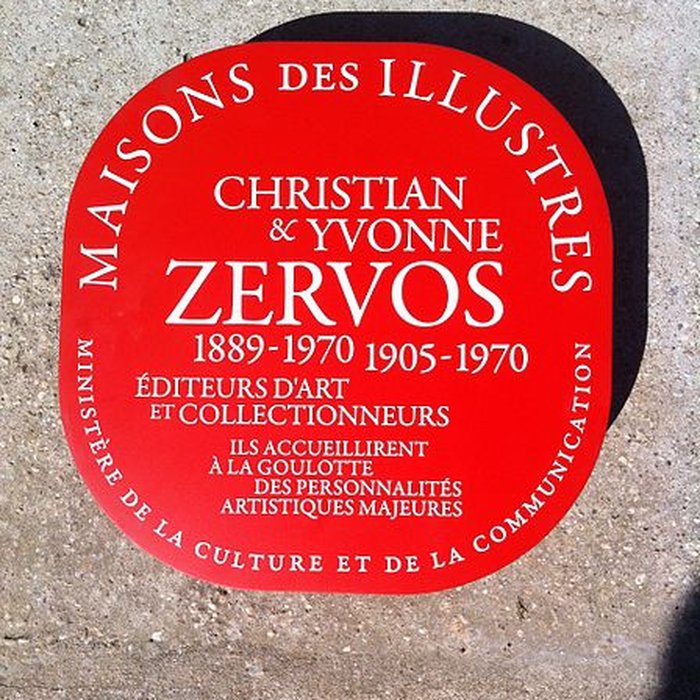 MAISONS DES ILLUSTRES
CHRISTIAN
& YVONNE
ZERVOS
1889-1970 1905-1970
ÉDITEURS D'ART
ET COLLECTIONNEURS
ILS ACCUEILLIRENT
À LA GOULOTTE
DES PERSONNALITÉS
ARTISTIQUES MAJEURES
MINISTÈRE DE LA CULTURE ET DE LA COMMUNICATION